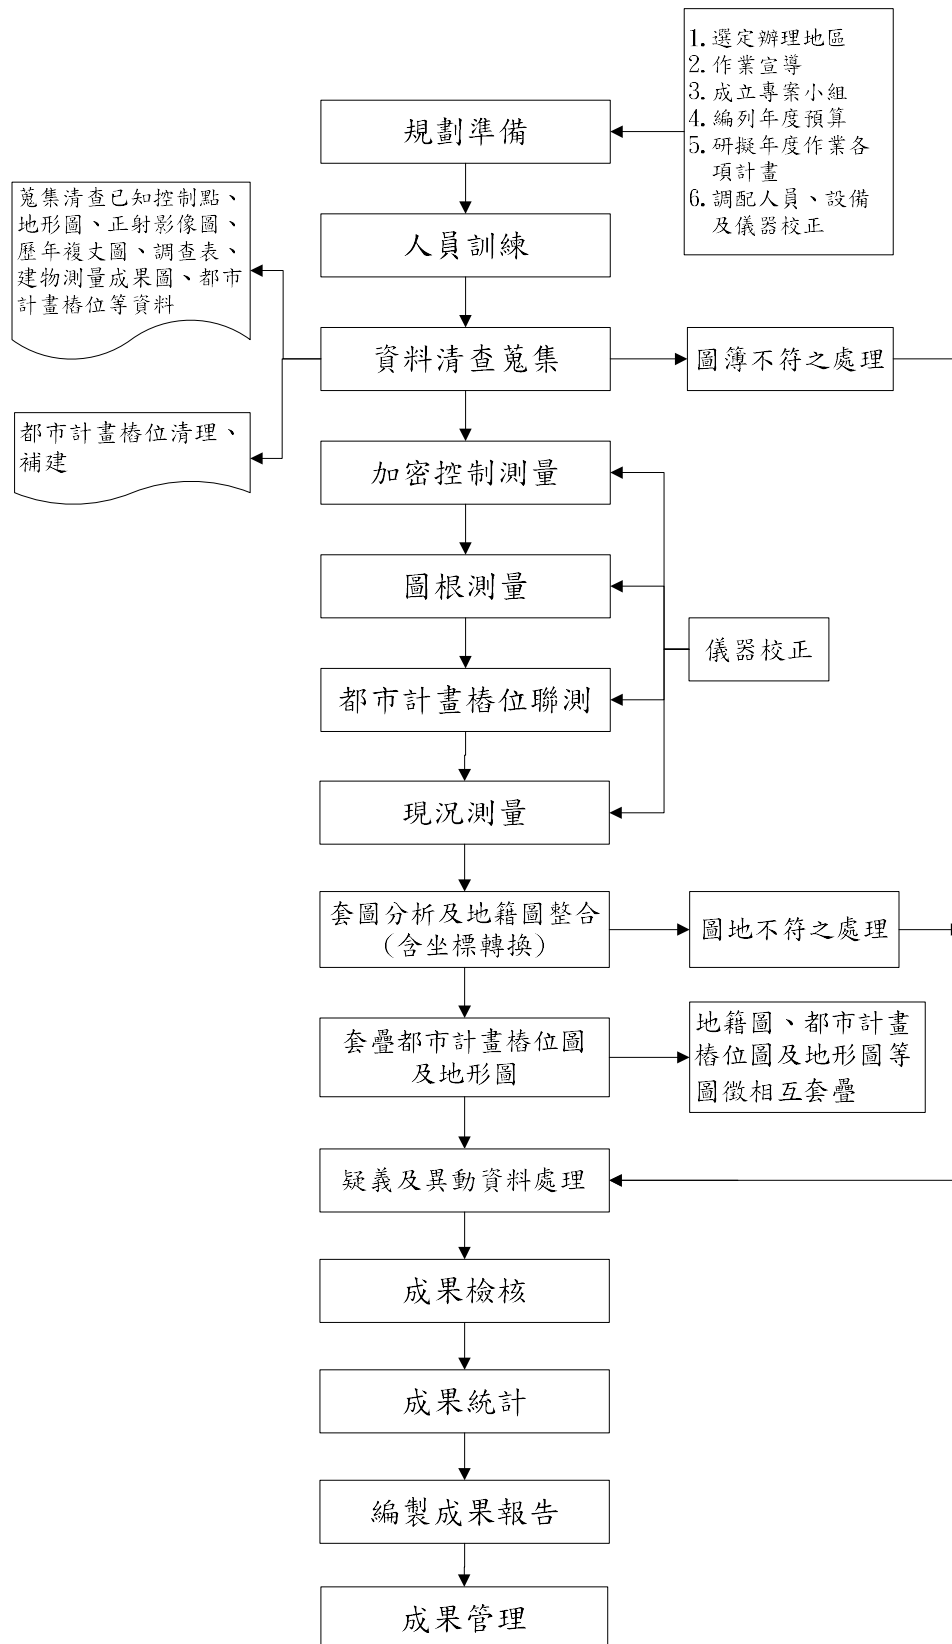 1. 選定辦理地區
2. 作業宣導
3. 成立專案小組
4. 編列年度預算
5. 研擬年度作業各
項計畫
6. 調配人員、設備
及儀器校正
規劃準備
人員訓練
蒐集清查已知控制點、
地形圖、正射影像圖、
歷年複丈圖、調查表、
建物測量成果圖、都市
計畫樁位等資料
資料清查蒐集
圖簿不符之處理
都市計畫樁位清理、
補建
加密控制測量
圖根測量
儀器校正
都市計畫樁位聯測
現況測量
套圖分析及地籍圖整合
(含坐標轉換)
圖地不符之處理
套疊都市計畫樁位圖
及地形圖
地籍圖、都市計畫
樁位圖及地形圖等
圖徵相互套疊
疑義及異動資料處理
成果檢核
成果統計
編製成果報告
成果管理